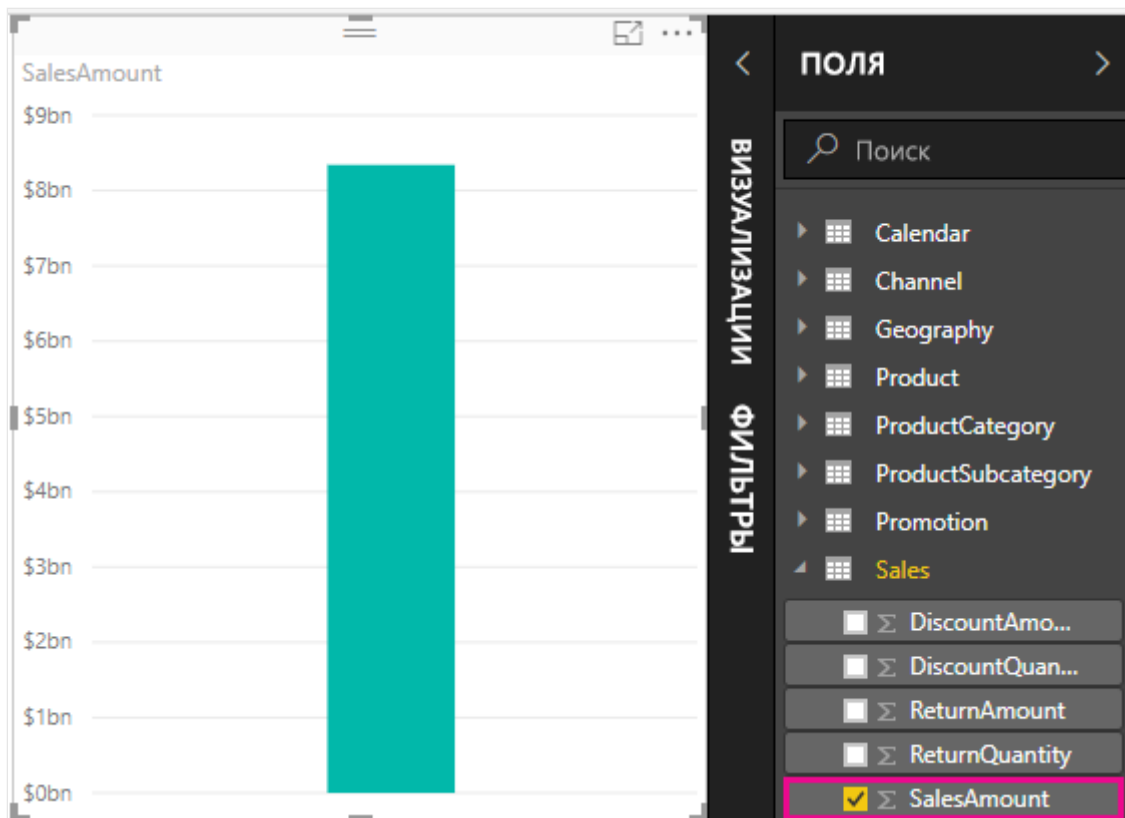 SalesAmount
$9bn
$8bn
$7bn
$6bn
$5bn
$4bn
$3bn
$2bn
$1bn
$0bn
ВИЗУАЛИЗАЦИИ
ФИЛЬТРЫ
ПОЛЯ
Поиск
Calendar
Channel
Geography
Product
ProductCategory
ProductSubcategory
Promotion
Sales
DiscountAmo...
DiscountQuan...
ReturnAmount
ReturnQuantity
SalesAmount